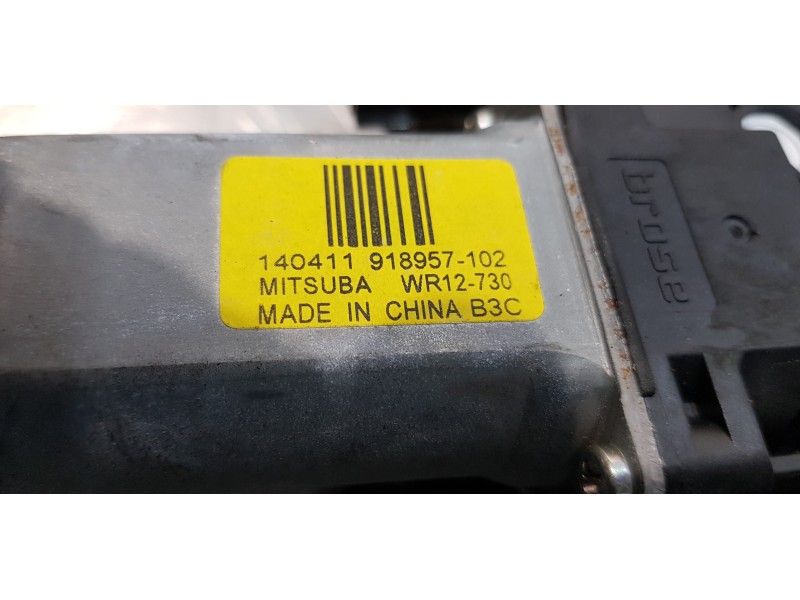 140411 918957-102
MITSUBA WR12-730
MADE IN CHINA B3C
brose